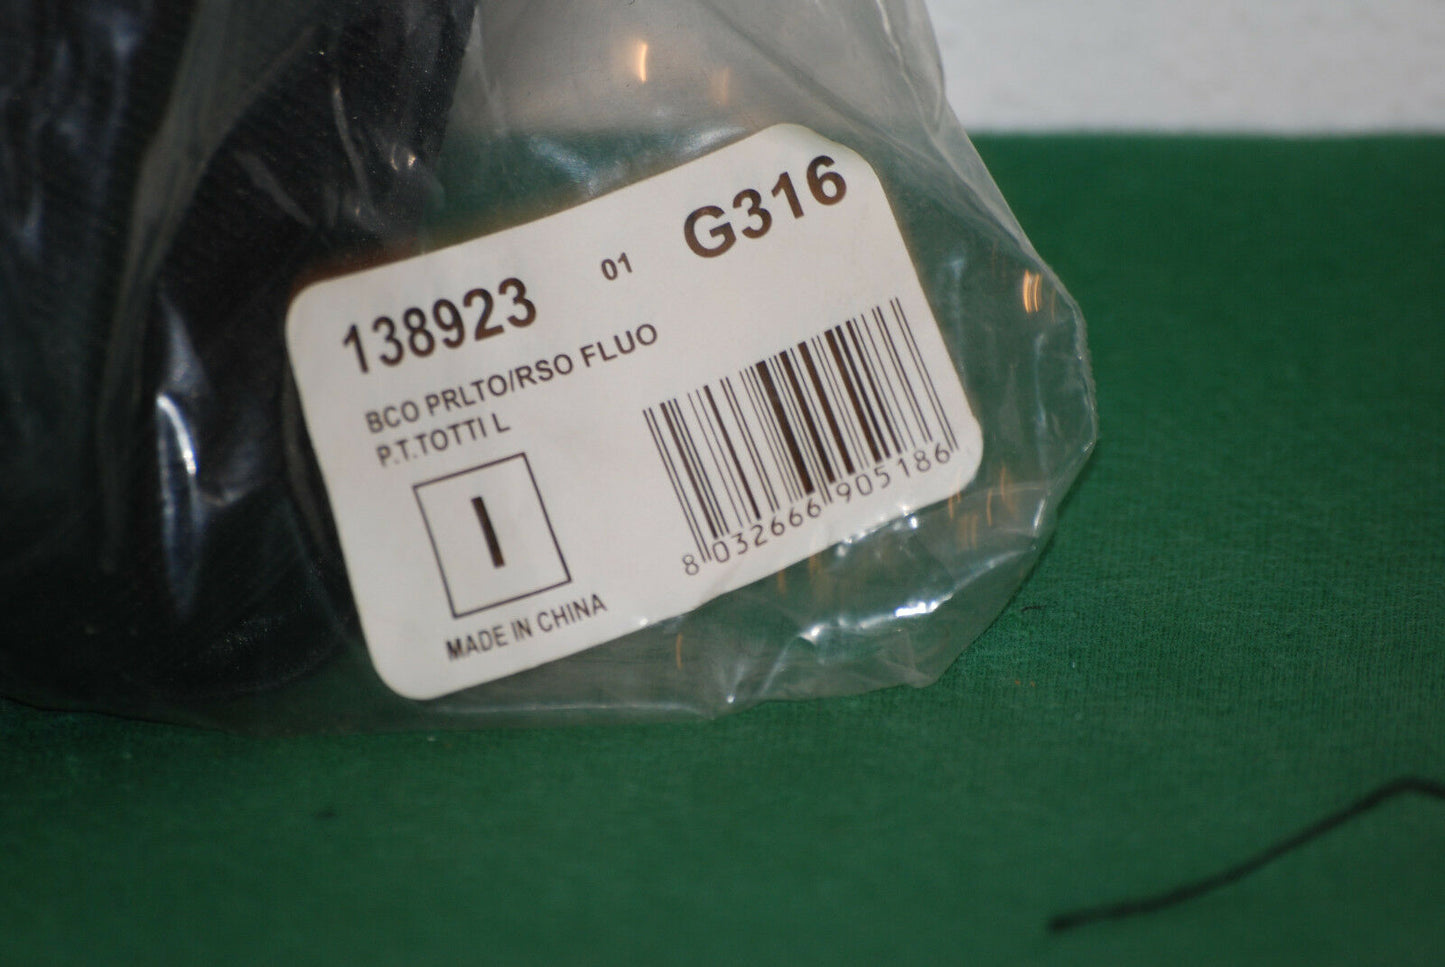 138923 01 G316
BCO PRLTO/RSO FLUO
P.T.TOTTI L
I
8 032666 905186
MADE IN CHINA